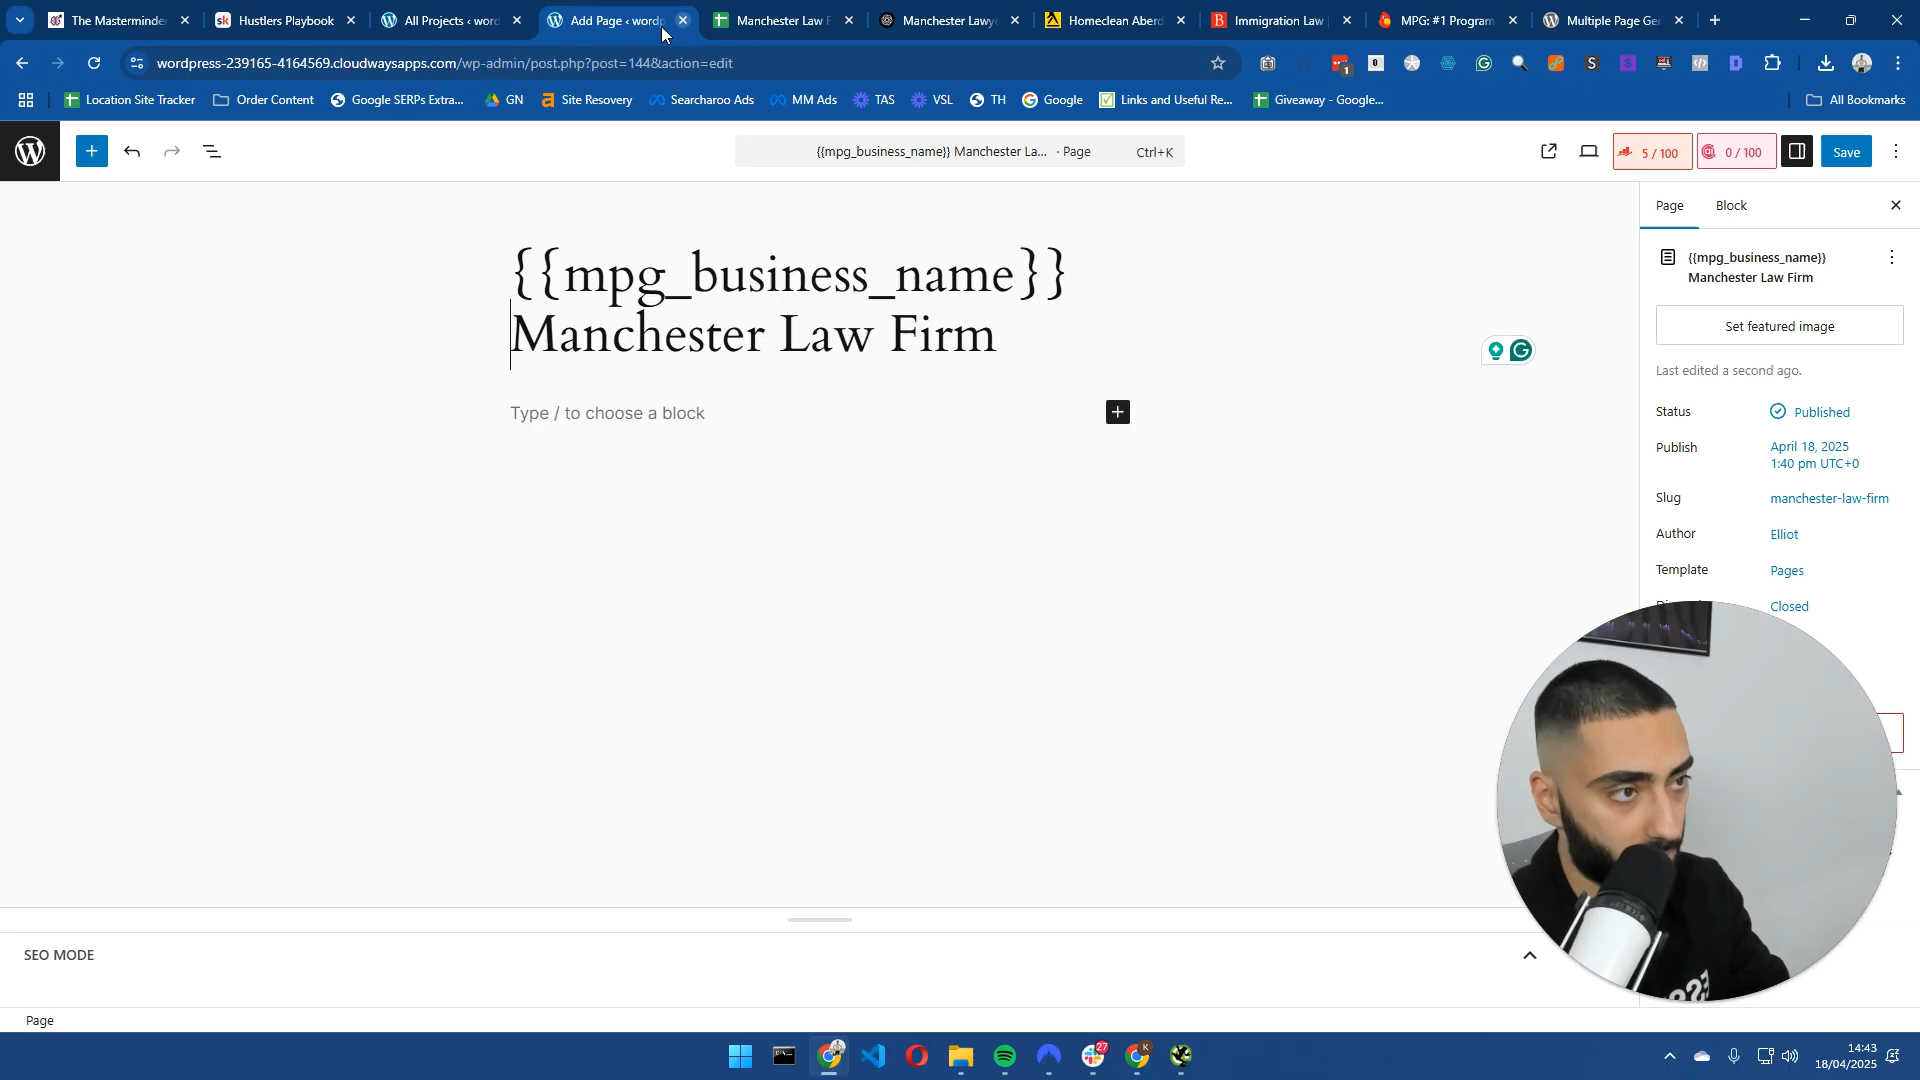 The Masterminde
Hustlers Playbook
All Projects ‹ word
Add Page ‹ wordp
Manchester Law F
Manchester Lawye
Homeclean Aberd
Immigration Law
MPG: #1 Program
Multiple Page Ger
wordpress-239165-4164569.cloudwaysapps.com/wp-admin/post.php?post=144&action=edit
Location Site Tracker
Order Content
Google SERPs Extra...
GN
Site Recovery
Searcharoo Ads
MM Ads
TAS
VSL
TH
Google
Links and Useful Re...
Giveaway - Google...
All Bookmarks
{{mpg_business_name}} Manchester La... · Page
Ctrl+K
5 / 100
0 / 100
Save
{{mpg_business_name}}
Manchester Law Firm
Type / to choose a block
Page
Block
{{mpg_business_name}}
Manchester Law Firm
Set featured image
Last edited a second ago.
Status
Published
Publish
April 18, 2025
1:40 pm UTC+0
Slug
manchester-law-firm
Author
Elliot
Template
Pages
Closed
SEO MODE
Page
27
14:43
18/04/2025